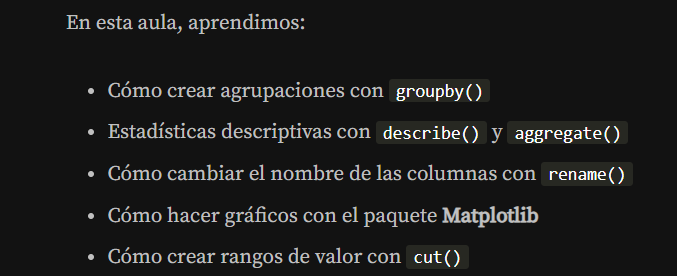 En esta aula, aprendimos:
• Cómo crear agrupaciones con groupby()
• Estadísticas descriptivas con describe() y aggregate()
• Cómo cambiar el nombre de las columnas con rename()
• Cómo hacer gráficos con el paquete Matplotlib
• Cómo crear rangos de valor con cut()